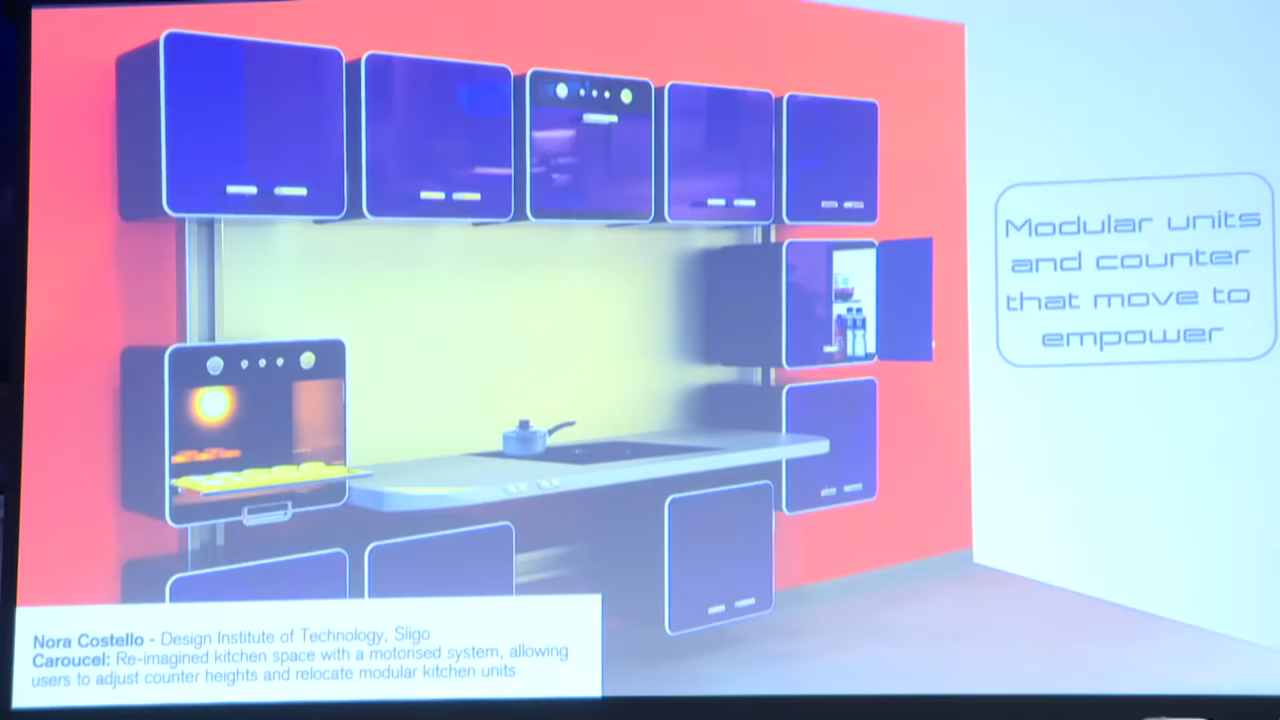 Modular units
and counter
that move to
empower
Nora Costello - Design Institute of Technology, Sligo
Caroucel: Re-imagined kitchen space with a motorised system, allowing
users to adjust counter heights and relocate modular kitchen units